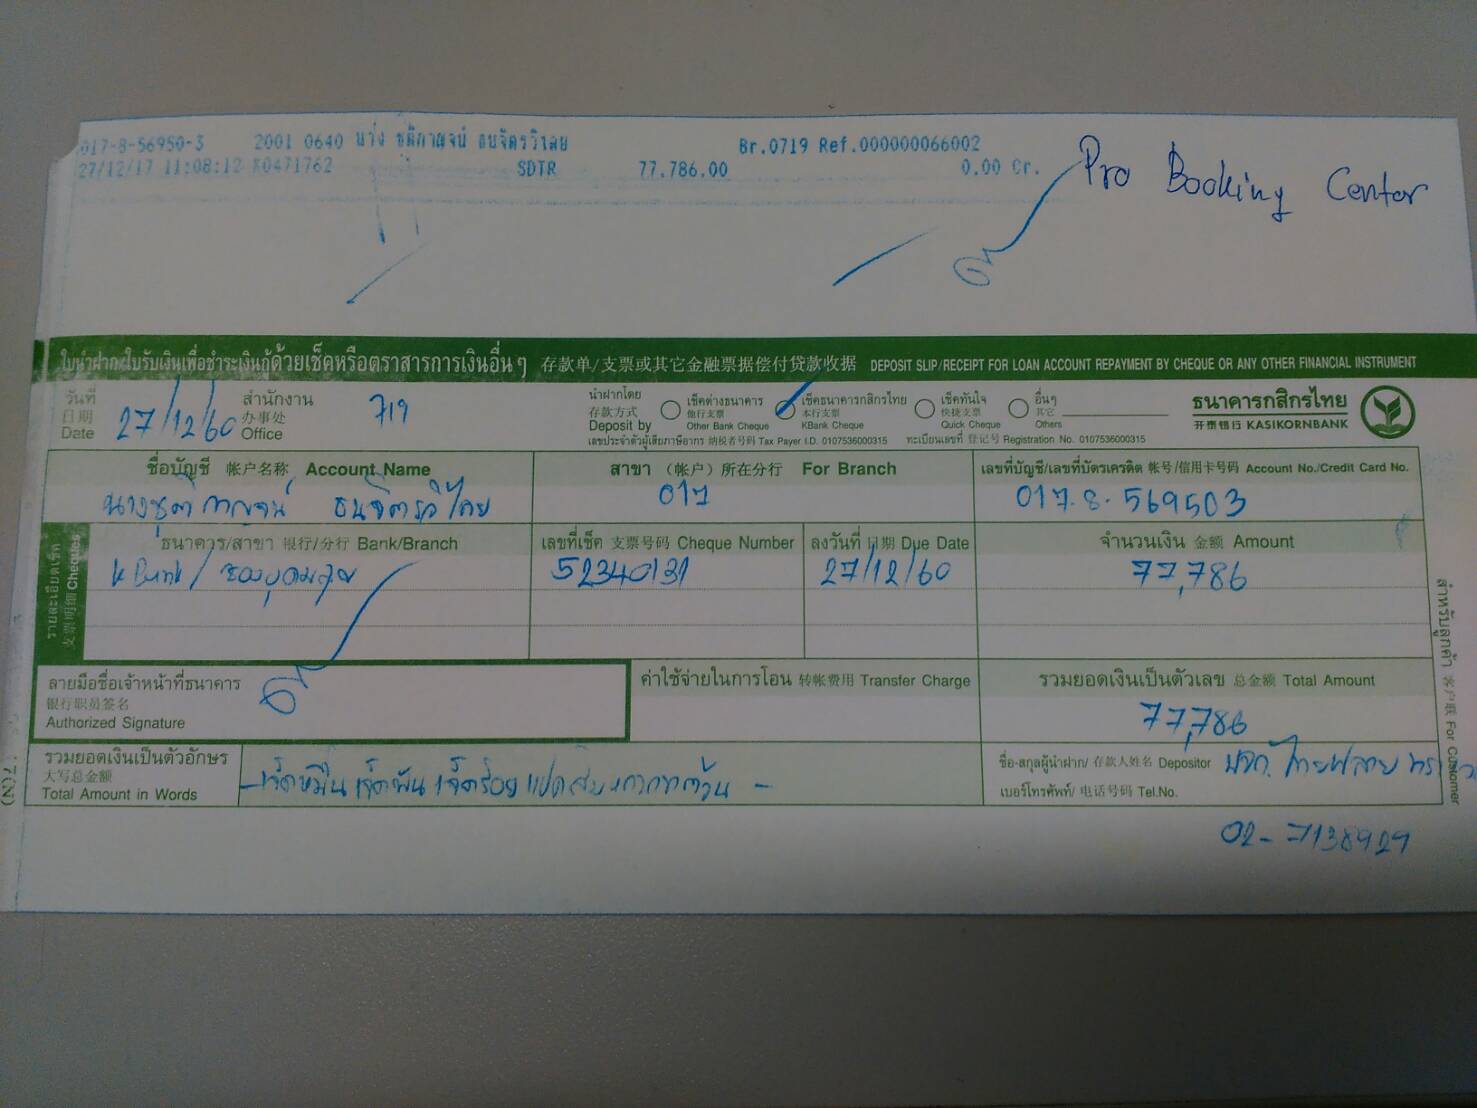 017-8-56950-3 2001 0640 นาง ชุติกาญจน์ ธนจิตรวิไลย Br.0719 Ref.000000066002
27/12/17 11:08:12 K0471762 SDTR 77,786.00 0.00 Cr.
Pro Booking Center
ใบนำฝาก/ใบรับเงินเพื่อชำระเงินกู้ด้วยเช็คหรือตราสารการเงินอื่น ๆ 存款单/支票或其它金融票据偿付贷款收据 DEPOSIT SLIP/RECEIPT FOR LOAN ACCOUNT REPAYMENT BY CHEQUE OR ANY OTHER FINANCIAL INSTRUMENT
วันที่ 日期 Date 27/12/60 สำนักงาน 办事处 Office 719
นำฝากโดย 存款方式 Deposit by
เช็คต่างธนาคาร 他行支票 Other Bank Cheque
เช็คธนาคารกสิกรไทย 本行支票 KBank Cheque
เช็คทันใจ 快捷支票 Quick Cheque
อื่นๆ 其它 Others
ธนาคารกสิกรไทย
开泰银行 KASIKORNBANK
เลขประจำตัวผู้เสียภาษีอากร 纳税者号码 Tax Payer I.D. 0107536000315 ทะเบียนเลขที่ 登记号 Registration No. 0107536000315
ชื่อบัญชี 帐户名称 Account Name สาขา (帐户) 所在分行 For Branch เลขที่บัญชี/เลขที่บัตรเครดิต 帐号/信用卡号码 Account No./Credit Card No.
นางชุติกาญจน์ ธนจิตรวิไลย 017 017-8-569503
รายละเอียดเช็ค 支票明细 Cheques
ธนาคาร/สาขา 银行/分行 Bank/Branch เลขที่เช็ค 支票号码 Cheque Number ลงวันที่ 日期 Due Date จำนวนเงิน 金额 Amount
52340131 27/12/60 77,786
ลายมือชื่อเจ้าหน้าที่ธนาคาร
银行职员签名
Authorized Signature
ค่าใช้จ่ายในการโอน 转帐费用 Transfer Charge
รวมยอดเงินเป็นตัวเลข 总金额 Total Amount
77,786
รวมยอดเงินเป็นตัวอักษร
大写总金额
Total Amount in Words
-เจ็ดหมื่นเจ็ดพันเจ็ดร้อยแปดสิบหกบาทถ้วน -
ชื่อ-สกุลผู้นำฝาก/ 存款人姓名 Depositor
เบอร์โทรศัพท์/ 电话号码 Tel.No.
02-7138929
สำหรับลูกค้า 客户联 For Customer
7(N)